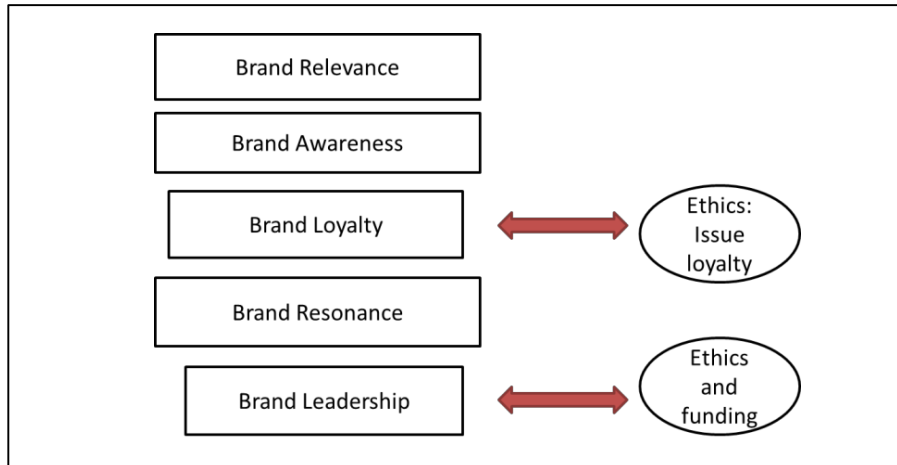 Brand Relevance
Brand Awareness
Brand Loyalty
Ethics:
Issue
loyalty
Brand Resonance
Brand Leadership
Ethics
and
funding